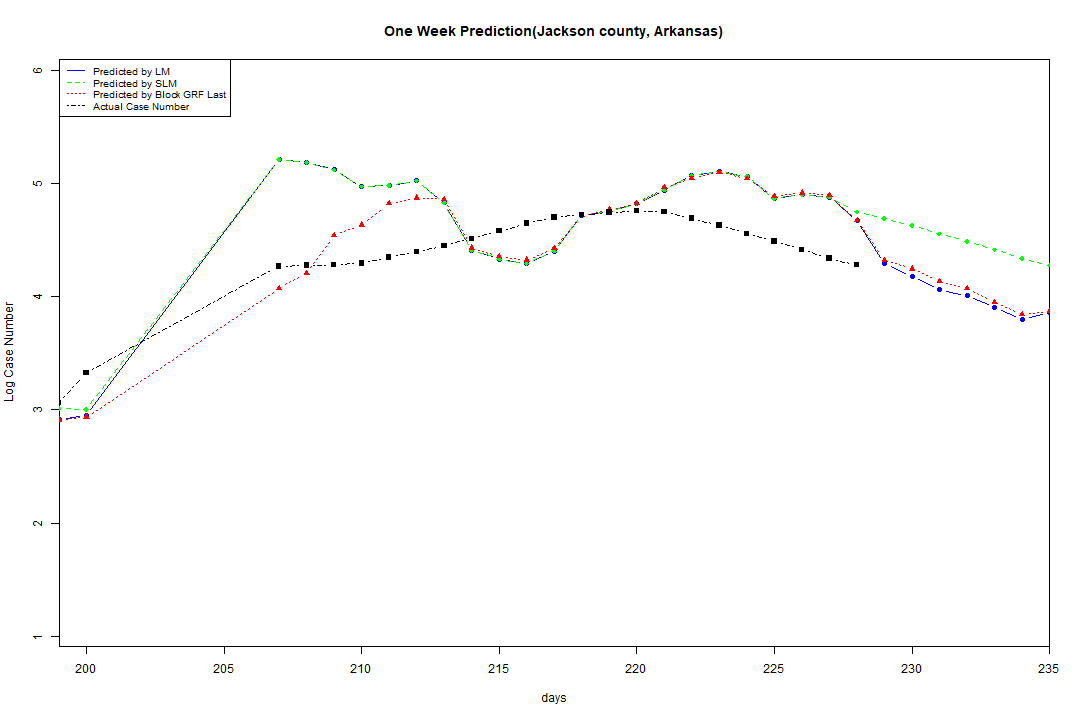 One Week Prediction(Jackson county, Arkansas)
Predicted by LM
Predicted by SLM
Predicted by Block GRF Last
Actual Case Number
6
5
4
3
2
1
Log Case Number
200 205 210 215 220 225 230 235
days